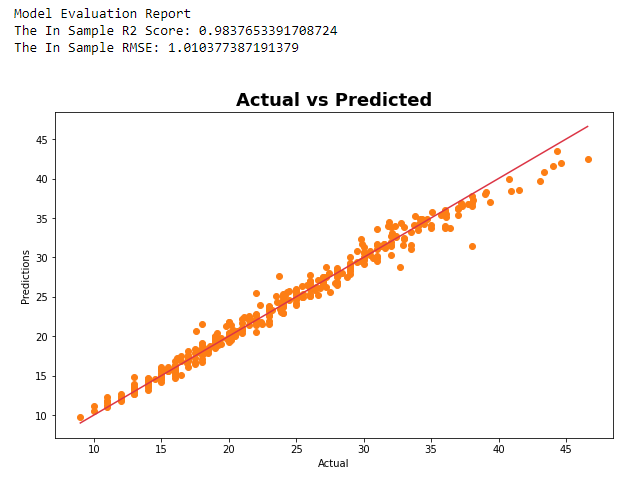 Model Evaluation Report
The In Sample R2 Score: 0.9837653391708724
The In Sample RMSE: 1.010377387191379
Actual vs Predicted
45
40
35
30
25
20
15
10
Predictions
10 15 20 25 30 35 40 45
Actual